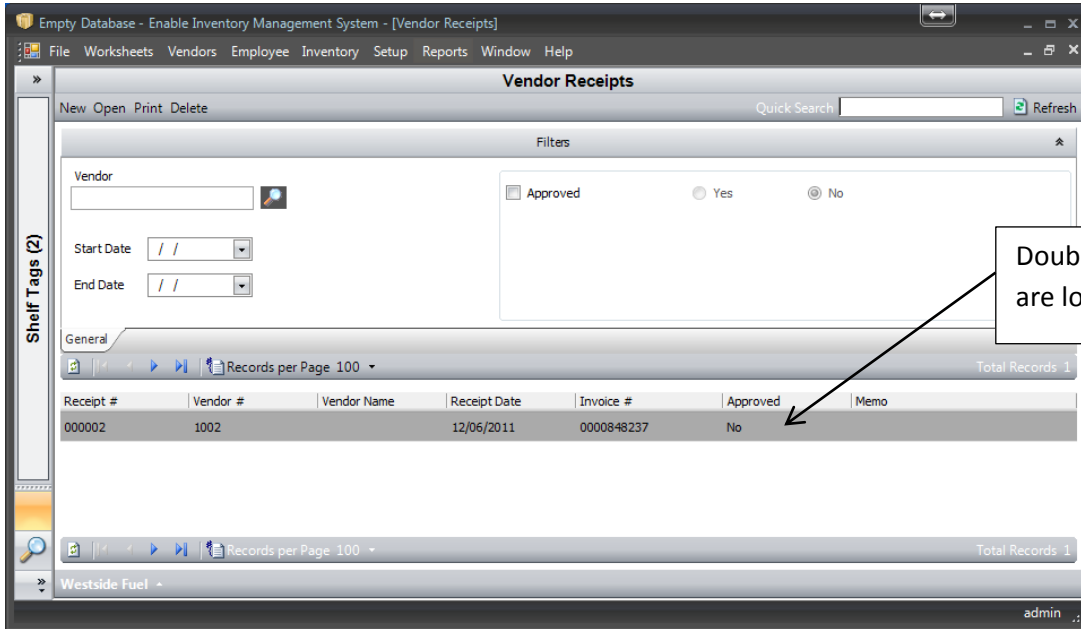 Empty Database - Enable Inventory Management System - [Vendor Receipts]
File Worksheets Vendors Employee Inventory Setup Reports Window Help
Vendor Receipts
New Open Print Delete Quick Search Refresh
Filters
Vendor
Approved Yes No
Start Date / /
End Date / /
Shelf Tags (2)
Doub
are lo
General
Records per Page 100 Total Records 1
Receipt # Vendor # Vendor Name Receipt Date Invoice # Approved Memo
000002 1002 12/06/2011 0000848237 No
Records per Page 100 Total Records 1
Westside Fuel
admin